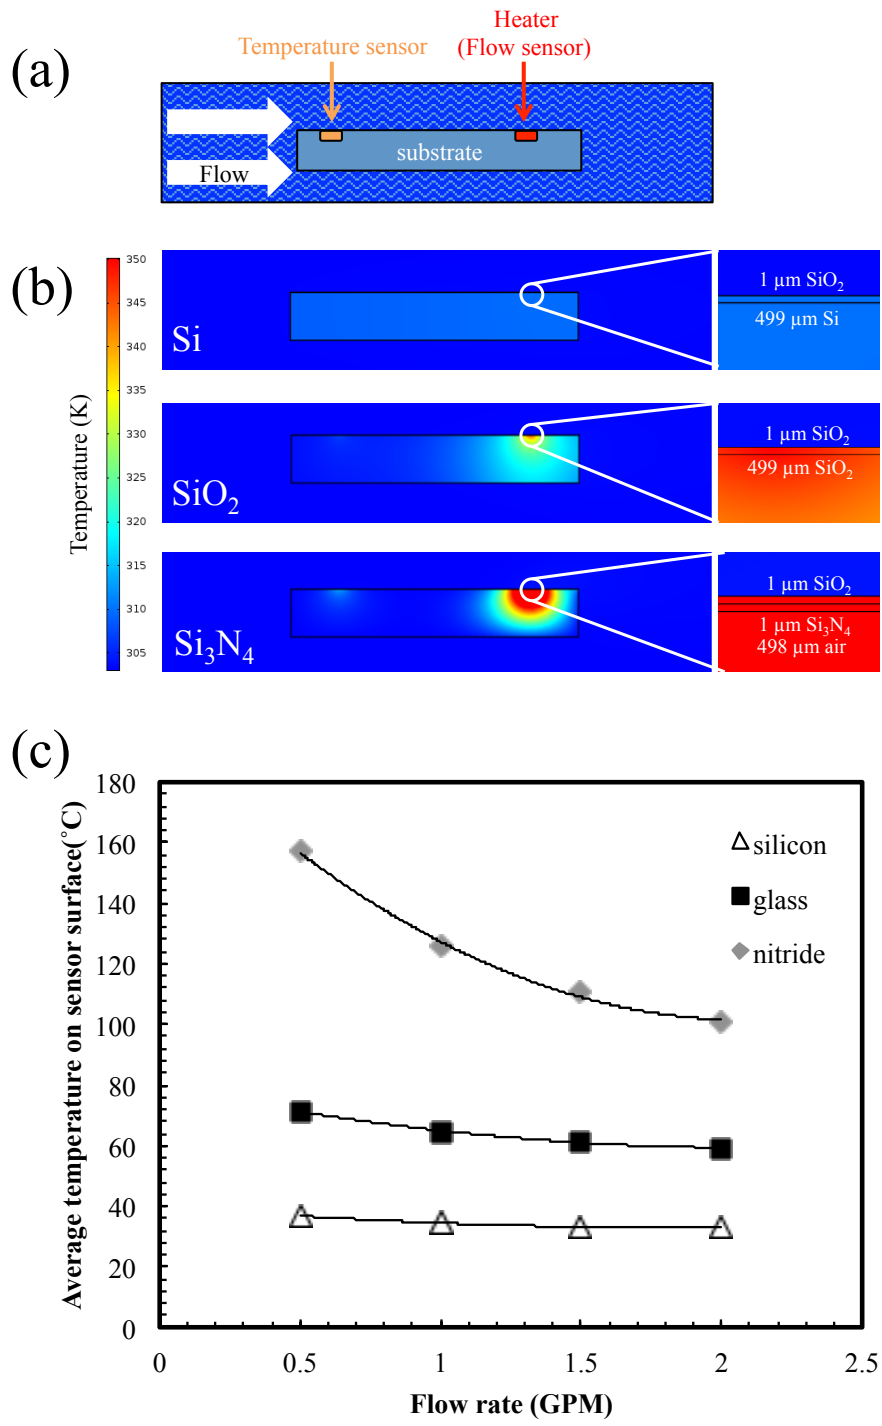 (a)
Temperature sensor
Heater
(Flow sensor)
substrate
Flow
(b)
350
345
340
335
330
325
320
315
310
305
Temperature (K)
Si
1 µm SiO₂
499 µm Si
SiO₂
1 µm SiO₂
499 µm SiO₂
Si₃N₄
1 µm SiO₂
1 µm Si₃N₄
498 µm air
(c)
Average temperature on sensor surface(˚C)
180
160
140
120
100
80
60
40
20
0
silicon
glass
nitride
0
0.5
1
1.5
2
2.5
Flow rate (GPM)